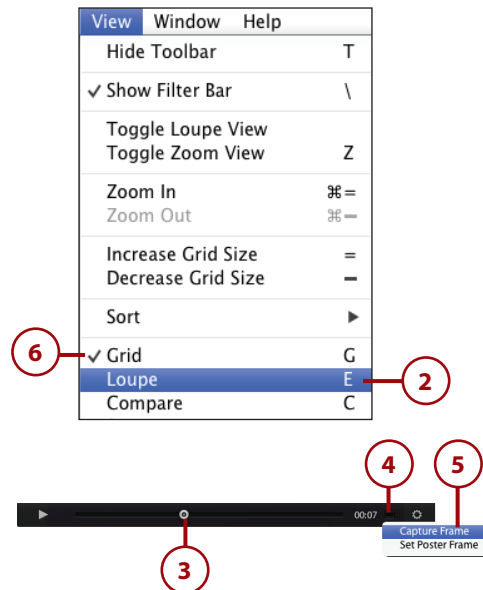 View Window Help
Hide Toolbar T
✓ Show Filter Bar \
Toggle Loupe View
Toggle Zoom View Z
Zoom In ⌘=
Zoom Out ⌘−
Increase Grid Size =
Decrease Grid Size −
Sort ▶
6 ✓ Grid G
Loupe E 2
Compare C
4 5
00:07
Capture Frame
Set Poster Frame
3